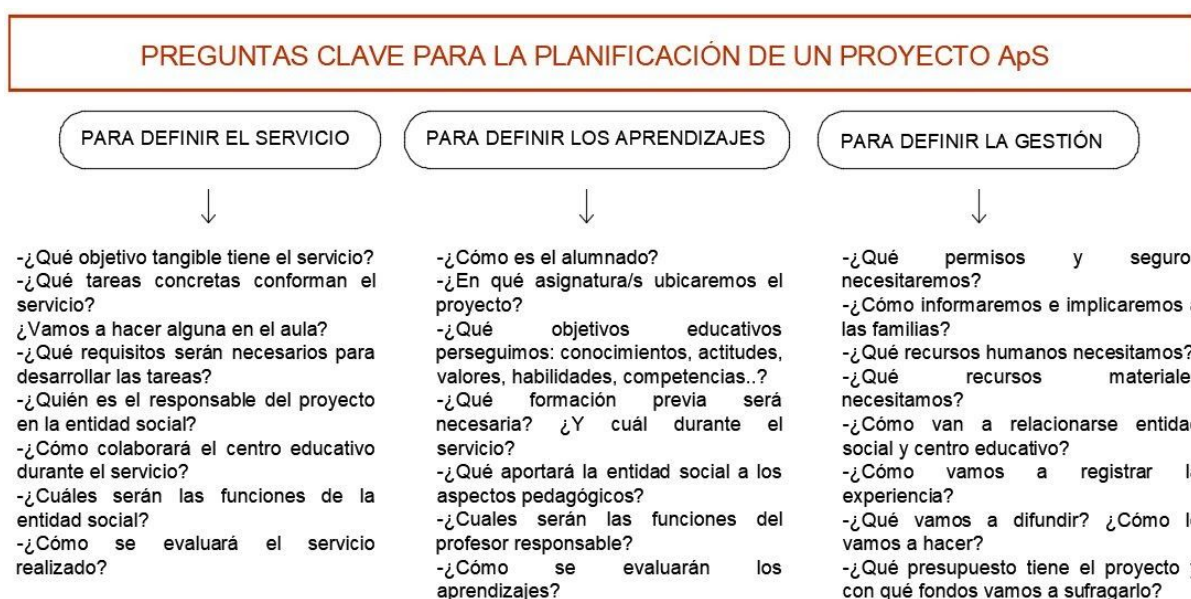 PREGUNTAS CLAVE PARA LA PLANIFICACIÓN DE UN PROYECTO ApS
PARA DEFINIR EL SERVICIO
-¿Qué objetivo tangible tiene el servicio?
-¿Qué tareas concretas conforman el
servicio?
¿Vamos a hacer alguna en el aula?
-¿Qué requisitos serán necesarios para
desarrollar las tareas?
-¿Quién es el responsable del proyecto
en la entidad social?
-¿Cómo colaborará el centro educativo
durante el servicio?
-¿Cuáles serán las funciones de la
entidad social?
-¿Cómo se evaluará el servicio
realizado?
PARA DEFINIR LOS APRENDIZAJES
-¿Cómo es el alumnado?
-¿En qué asignatura/s ubicaremos el
proyecto?
-¿Qué objetivos educativos
perseguimos: conocimientos, actitudes,
valores, habilidades, competencias..?
-¿Qué formación previa será
necesaria? ¿Y cuál durante el
servicio?
-¿Qué aportará la entidad social a los
aspectos pedagógicos?
-¿Cuales serán las funciones del
profesor responsable?
-¿Cómo se evaluarán los
aprendizajes?
PARA DEFINIR LA GESTIÓN
-¿Qué permisos y seguro
necesitaremos?
-¿Cómo informaremos e implicaremos
las familias?
-¿Qué recursos humanos necesitamos?
-¿Qué recursos materiale
necesitamos?
-¿Cómo van a relacionarse entidad
social y centro educativo?
-¿Cómo vamos a registrar
experiencia?
-¿Qué vamos a difundir? ¿Cómo
vamos a hacer?
-¿Qué presupuesto tiene el proyecto
con qué fondos vamos a sufragarlo?